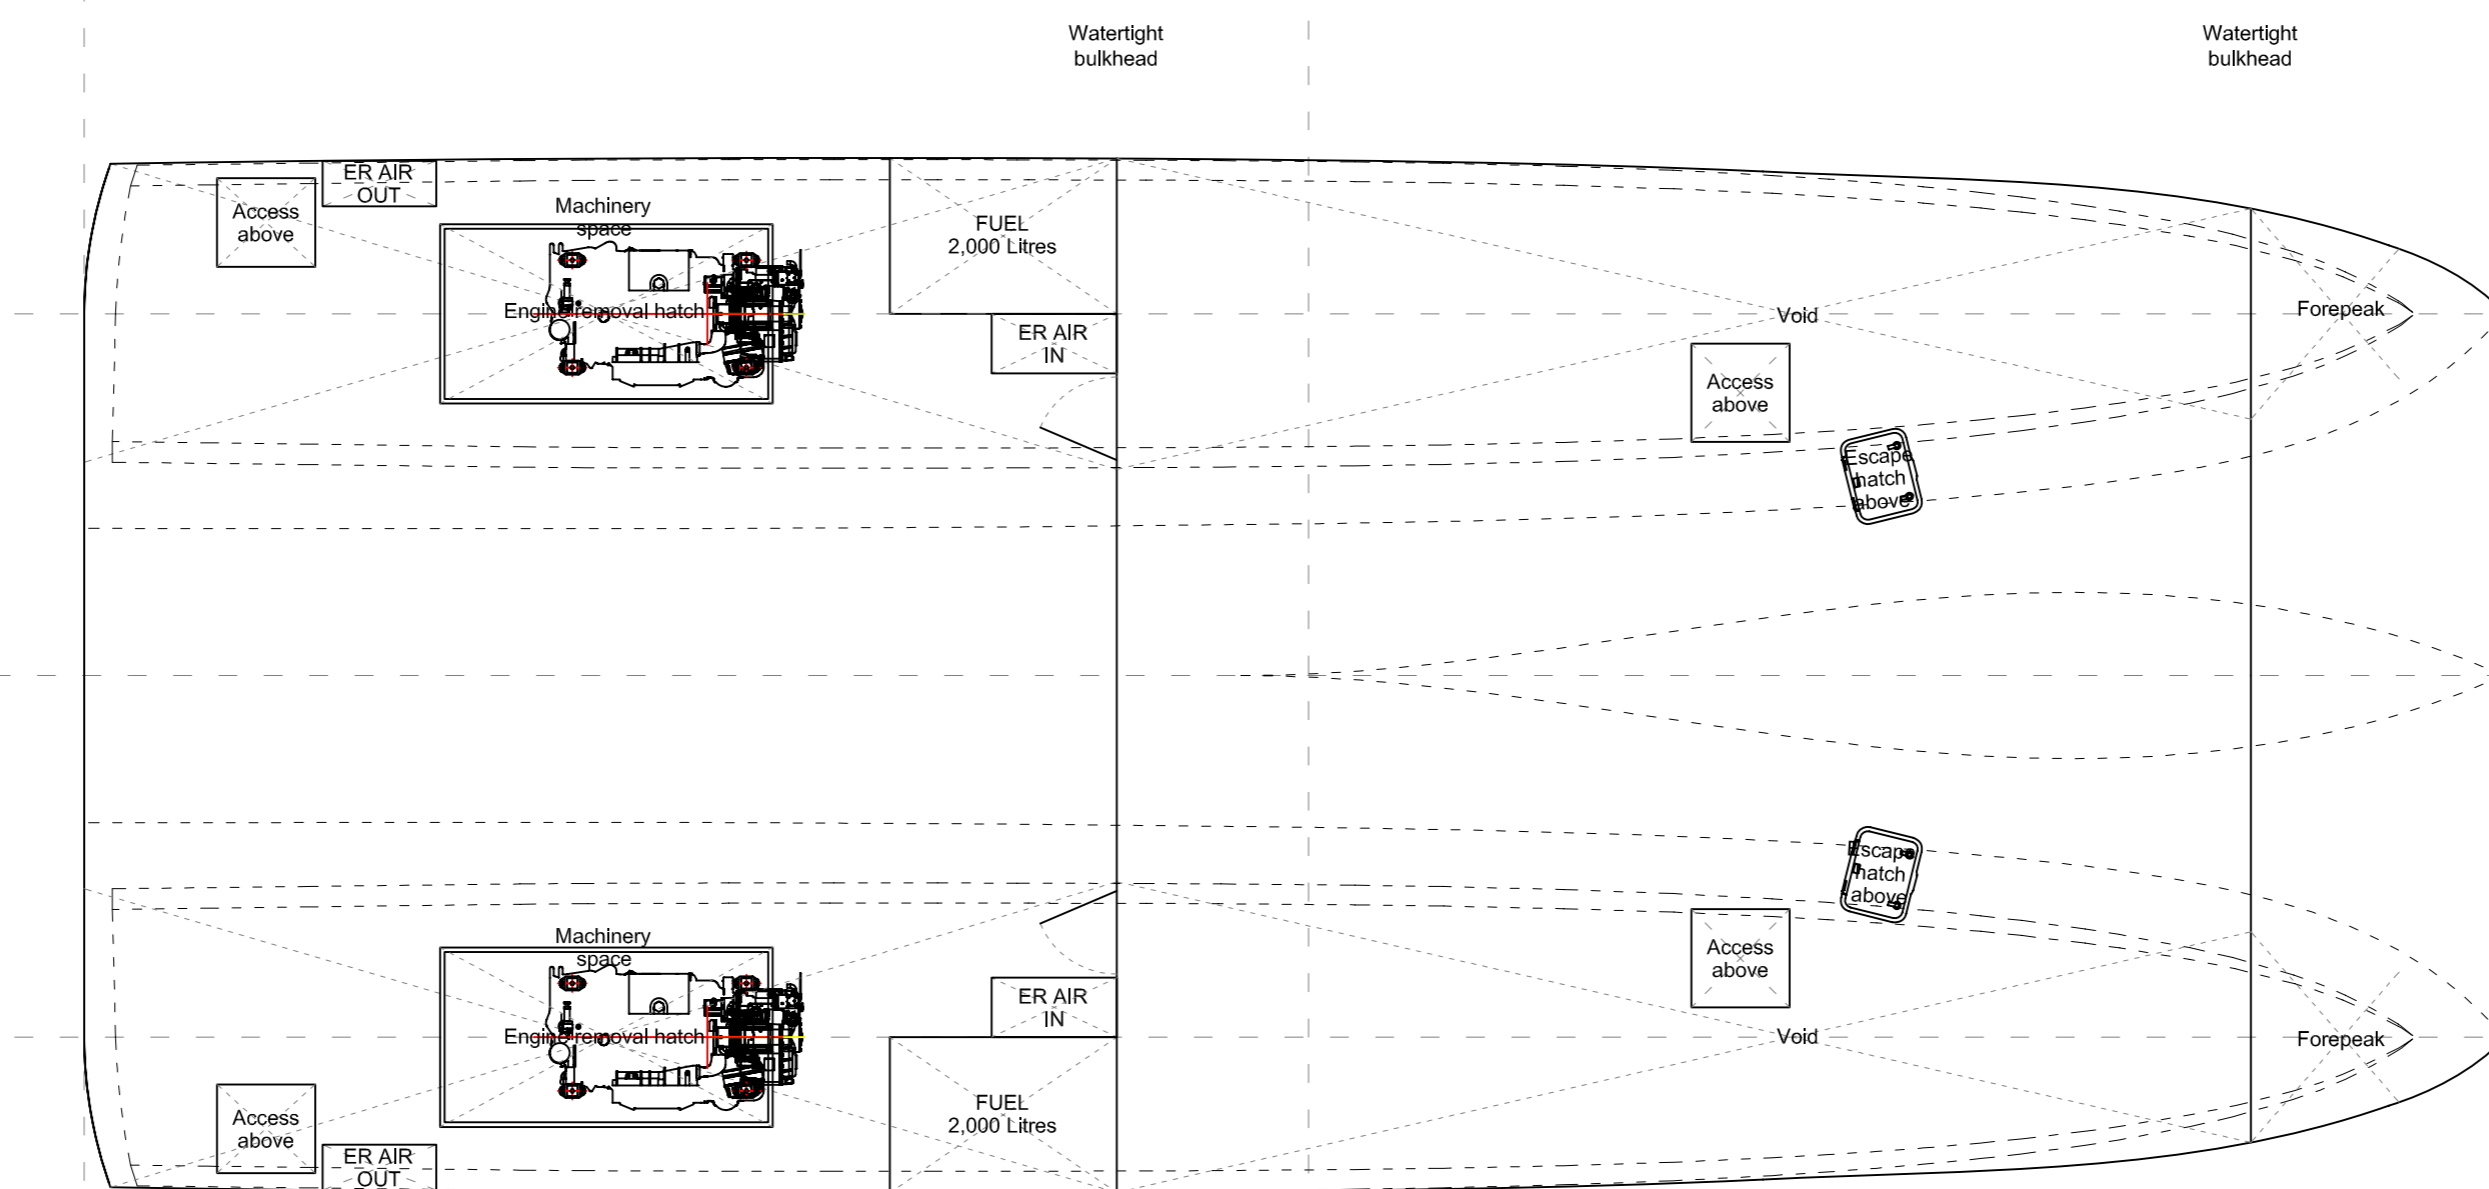 Watertight
bulkhead
Watertight
bulkhead
ER AIR
OUT
Access
above
Machinery
space
Engine removal hatch
FUEL
2,000 Litres
ER AIR
IN
Void
Forepeak
Access
above
Escape
hatch
above
Escape
hatch
above
Access
above
Machinery
space
Engine removal hatch
ER AIR
IN
Void
Forepeak
FUEL
2,000 Litres
Access
above
ER AIR
OUT